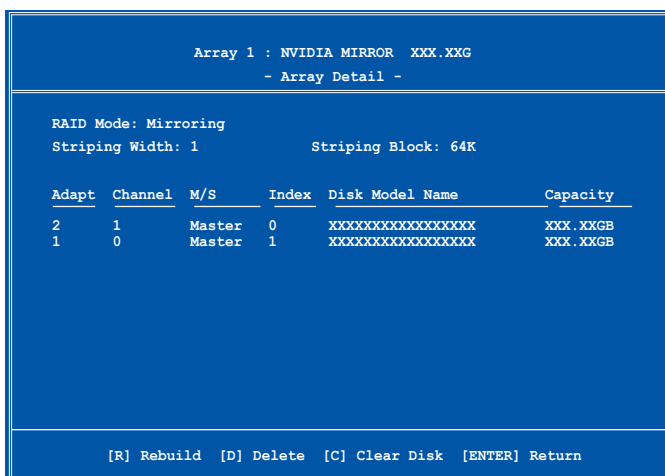 Array 1 : NVIDIA MIRROR XXX.XXG
- Array Detail -
RAID Mode: Mirroring
Striping Width: 1 Striping Block: 64K
Adapt Channel M/S Index Disk Model Name Capacity
2 1 Master 0 XXXXXXXXXXXXXXXXX XXX.XXGB
1 0 Master 1 XXXXXXXXXXXXXXXXX XXX.XXGB
[R] Rebuild [D] Delete [C] Clear Disk [ENTER] Return